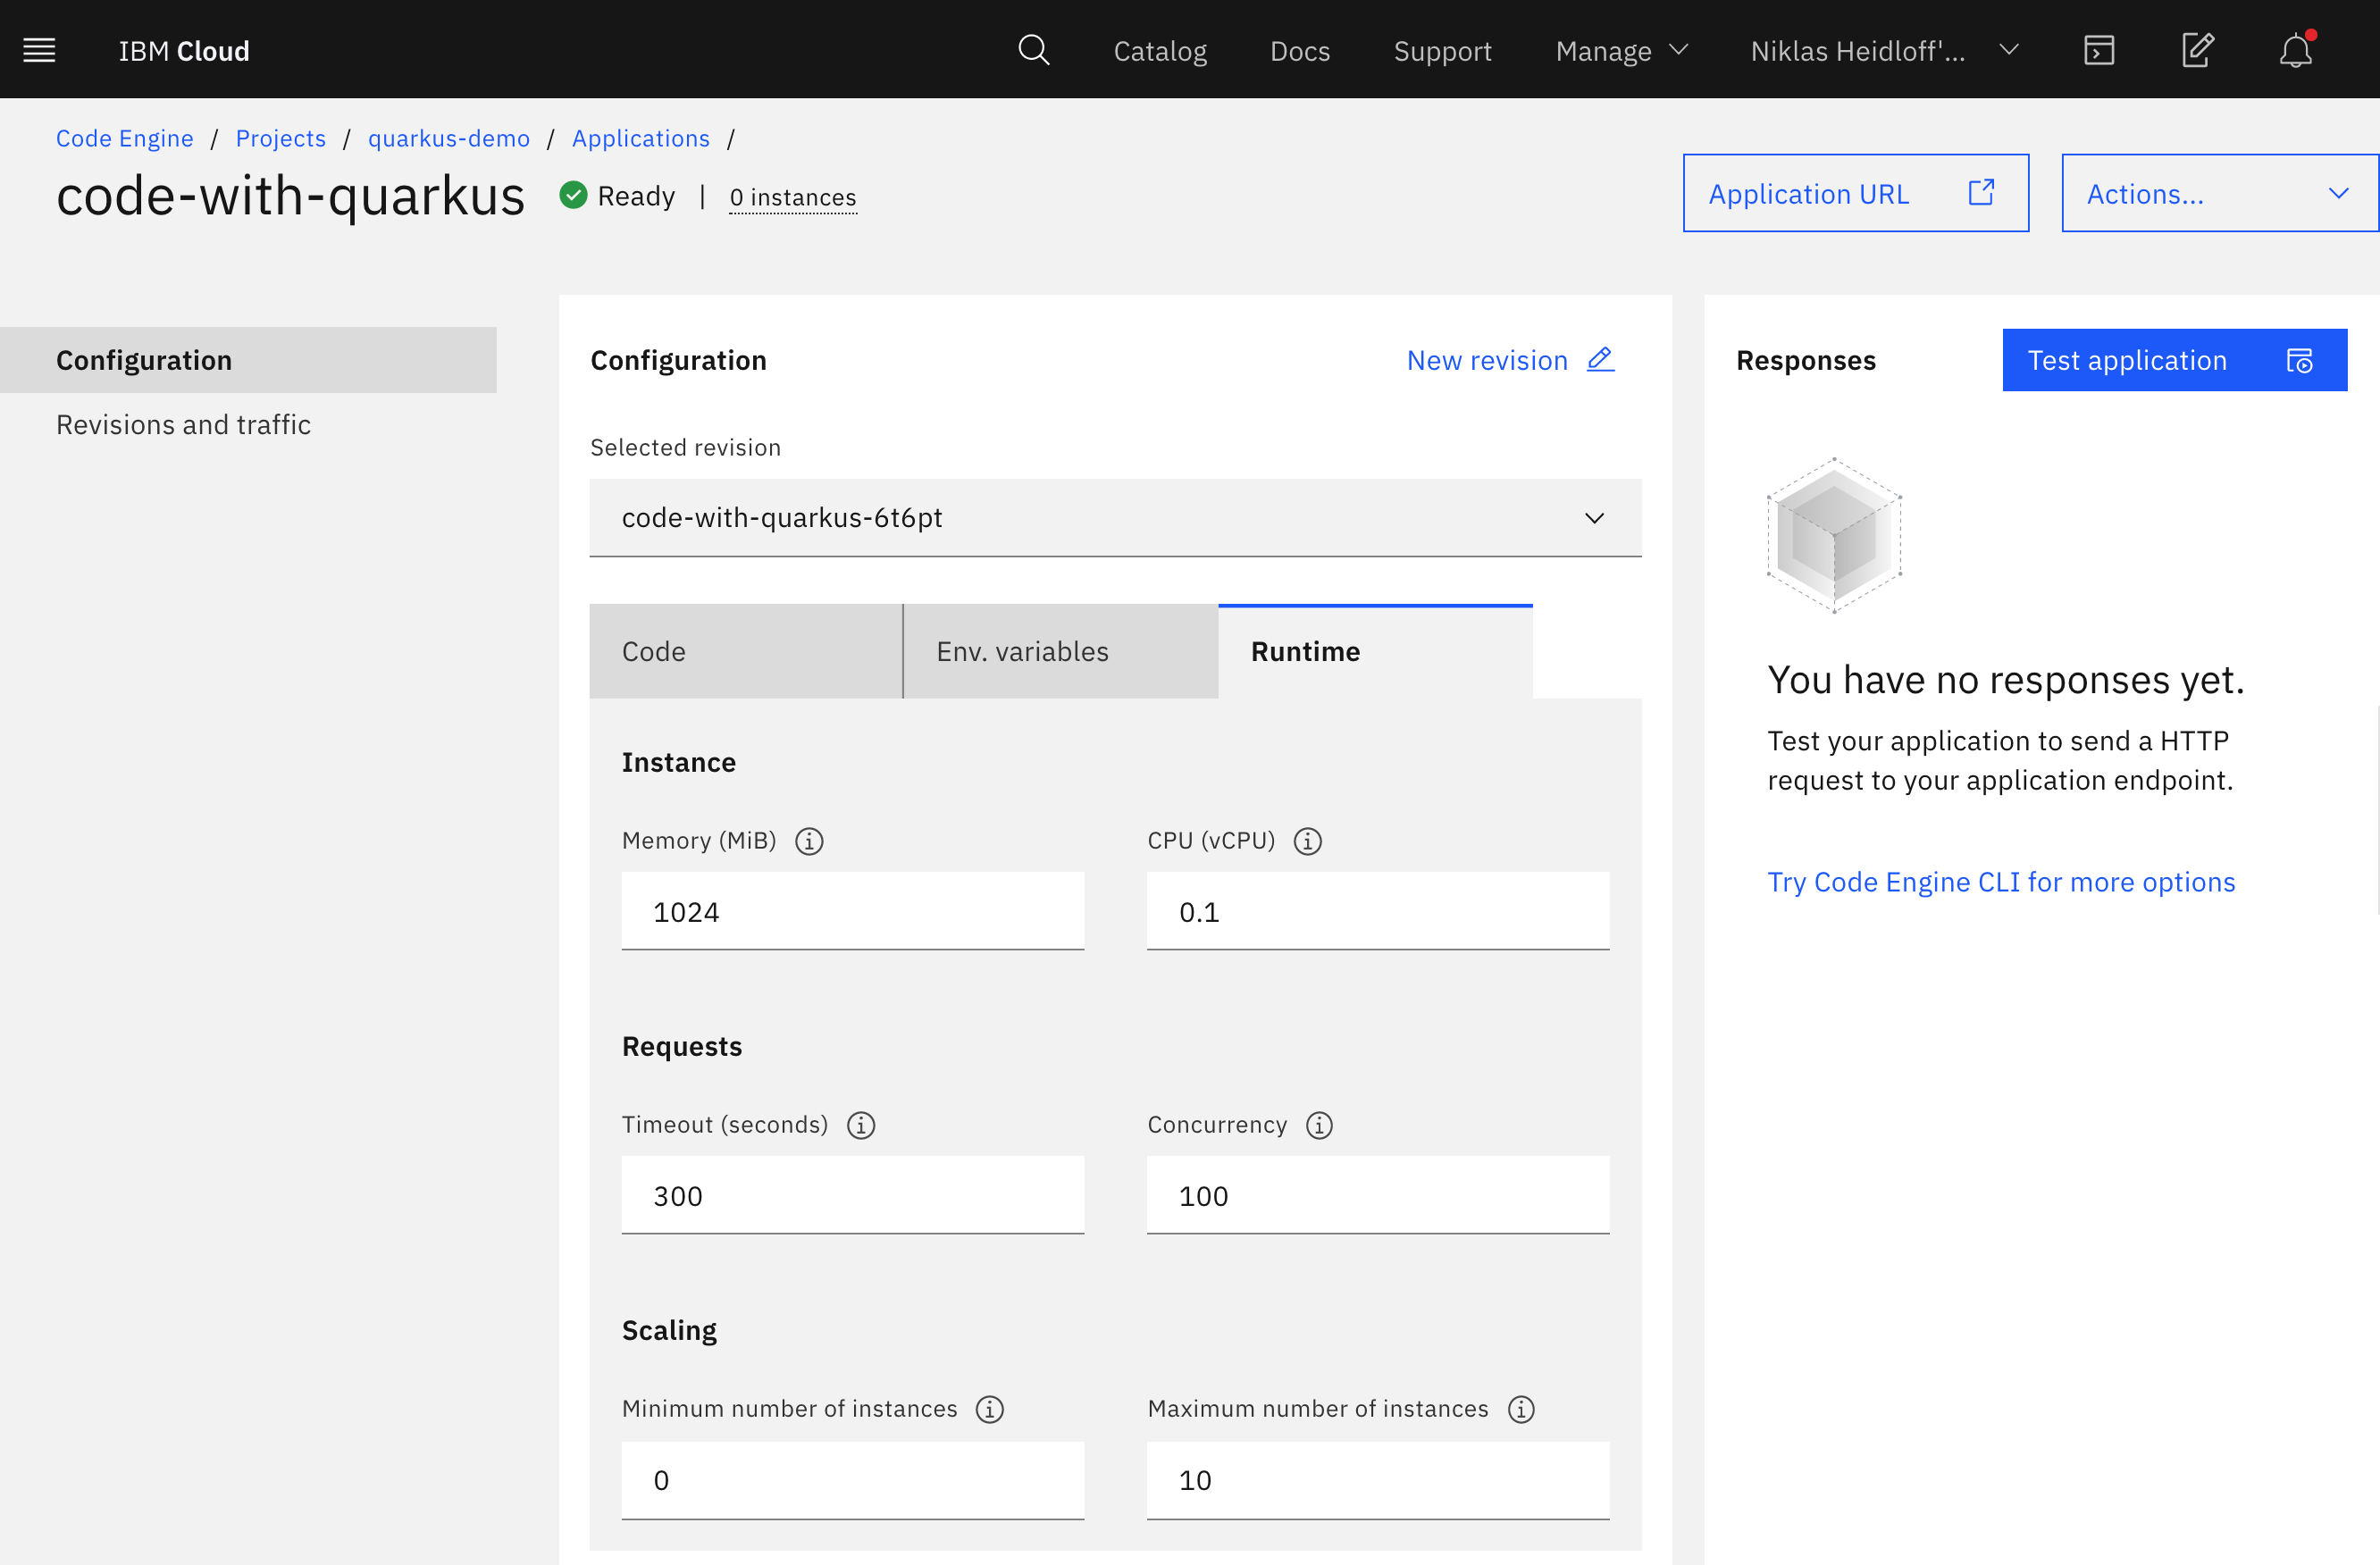 IBM Cloud
Catalog
Docs
Support
Manage
Niklas Heidloff'...
Code Engine / Projects / quarkus-demo / Applications /
code-with-quarkus
Ready | 0 instances
Application URL
Actions...
Configuration
Revisions and traffic
Configuration
New revision
Selected revision
code-with-quarkus-6t6pt
Code
Env. variables
Runtime
Instance
Memory (MiB)
CPU (vCPU)
1024
0.1
Requests
Timeout (seconds)
Concurrency
300
100
Scaling
Minimum number of instances
Maximum number of instances
0
10
Responses
Test application
You have no responses yet.
Test your application to send a HTTP
request to your application endpoint.
Try Code Engine CLI for more options